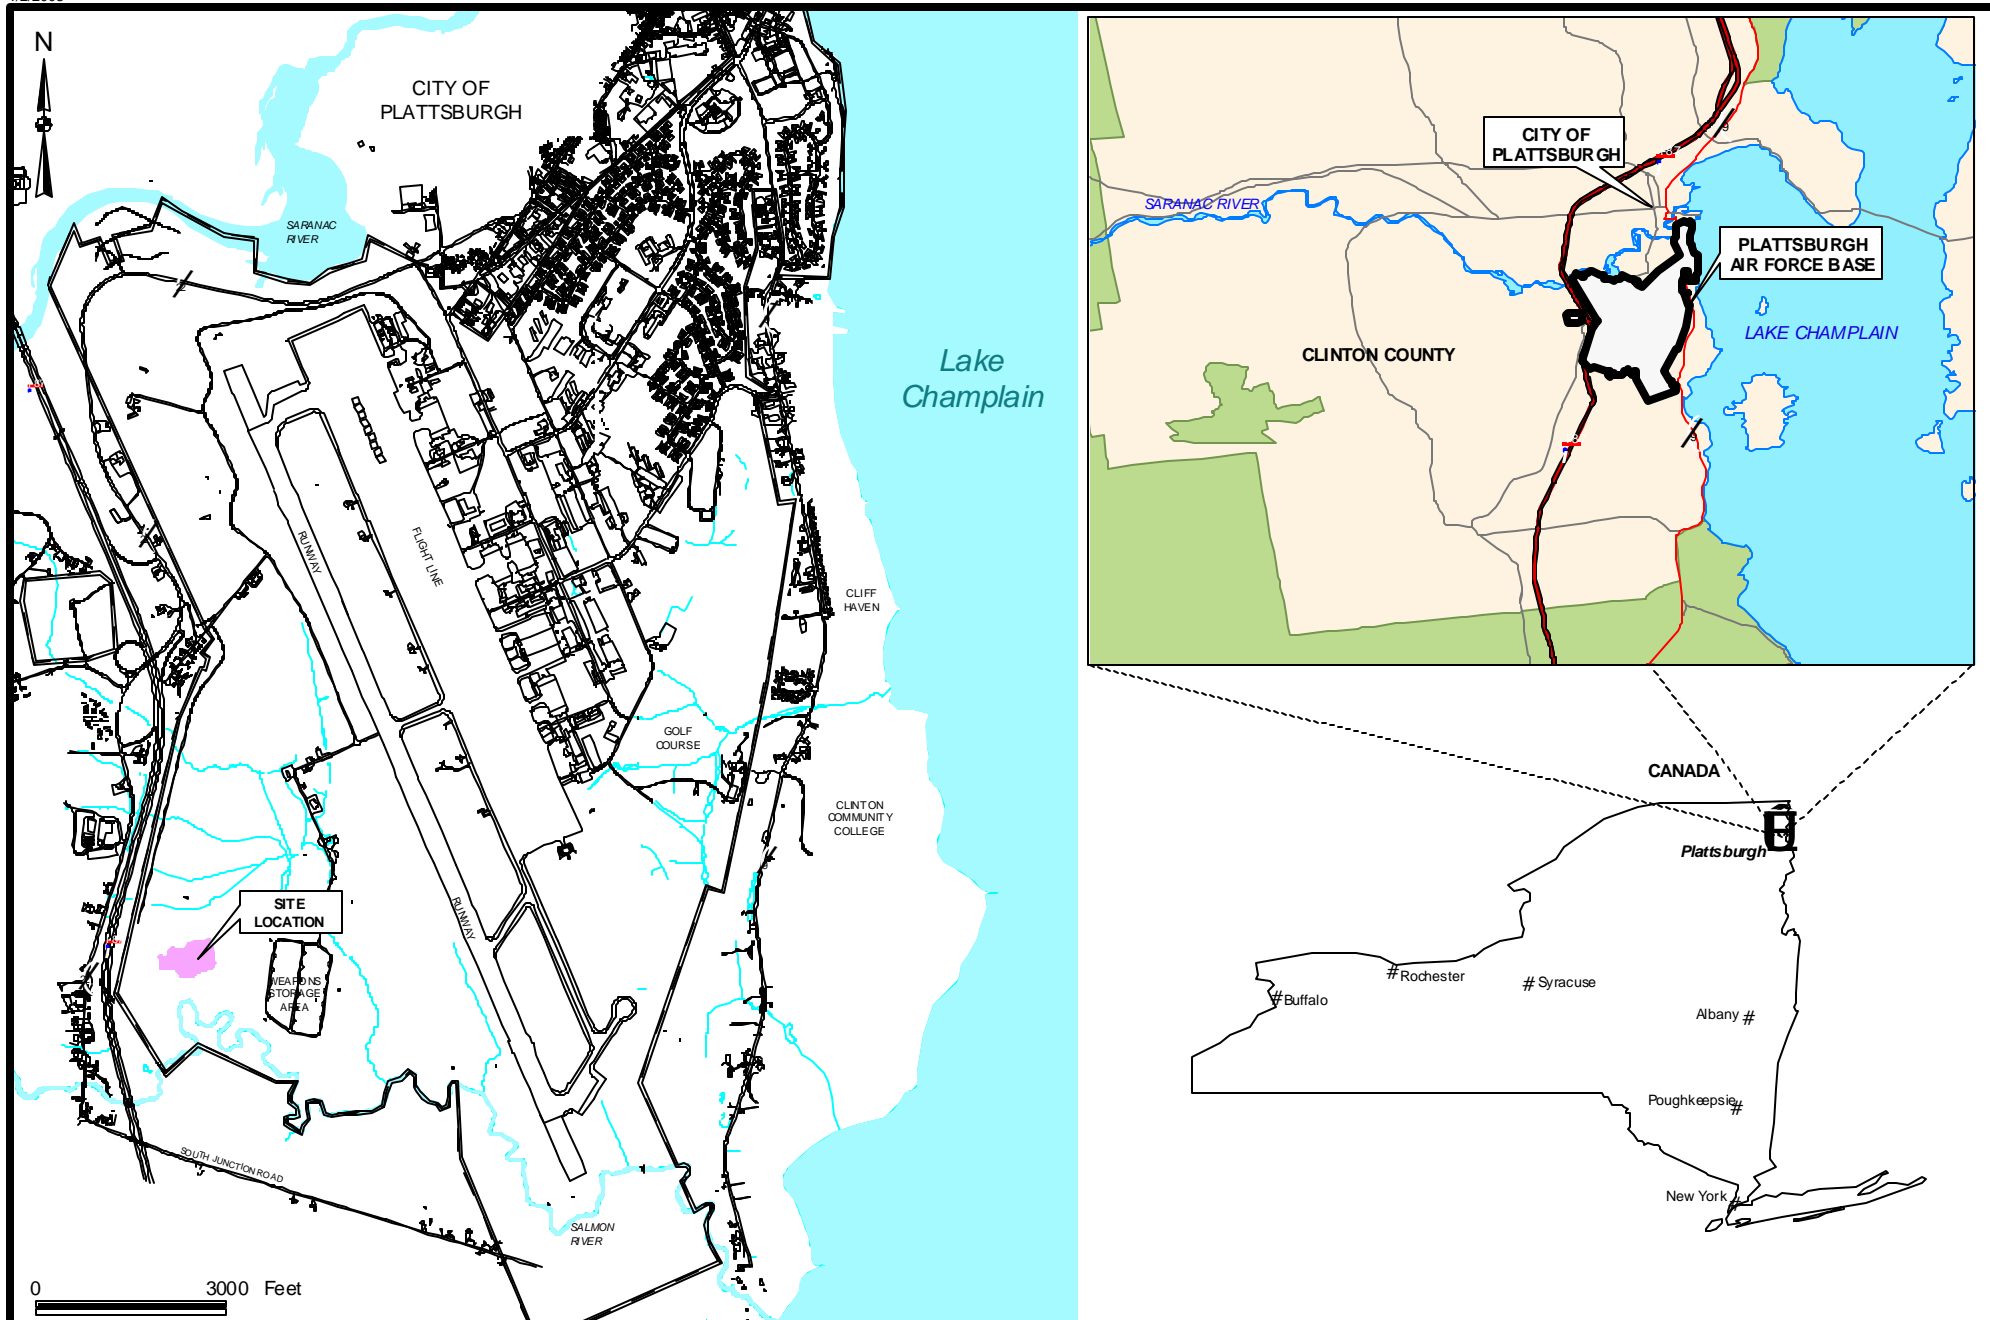 N
CITY OF
PLATTSBURGH
SARANAC
RIVER
Lake
Champlain
RUNWAY
FLIGHT LINE
CLIFF
HAVEN
GOLF
COURSE
CLINTON
COMMUNITY
COLLEGE
RUNWAY
SITE
LOCATION
WEAPONS
STORAGE
AREA
SOUTH JUNCTION ROAD
SALMON
RIVER
0 3000 Feet
CITY OF
PLATTSBURGH
9
SARANAC RIVER
PLATTSBURGH
AIR FORCE BASE
LAKE CHAMPLAIN
CLINTON COUNTY
9
CANADA
Plattsburgh
#Rochester
#Syracuse
#Buffalo
Albany #
Poughkeepsie #
New York #